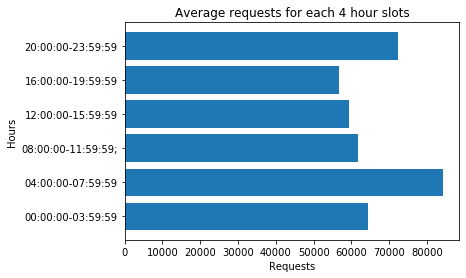 Average requests for each 4 hour slots
Hours
20:00:00-23:59:59
16:00:00-19:59:59
12:00:00-15:59:59
08:00:00-11:59:59;
04:00:00-07:59:59
00:00:00-03:59:59
0 10000 20000 30000 40000 50000 60000 70000 80000
Requests